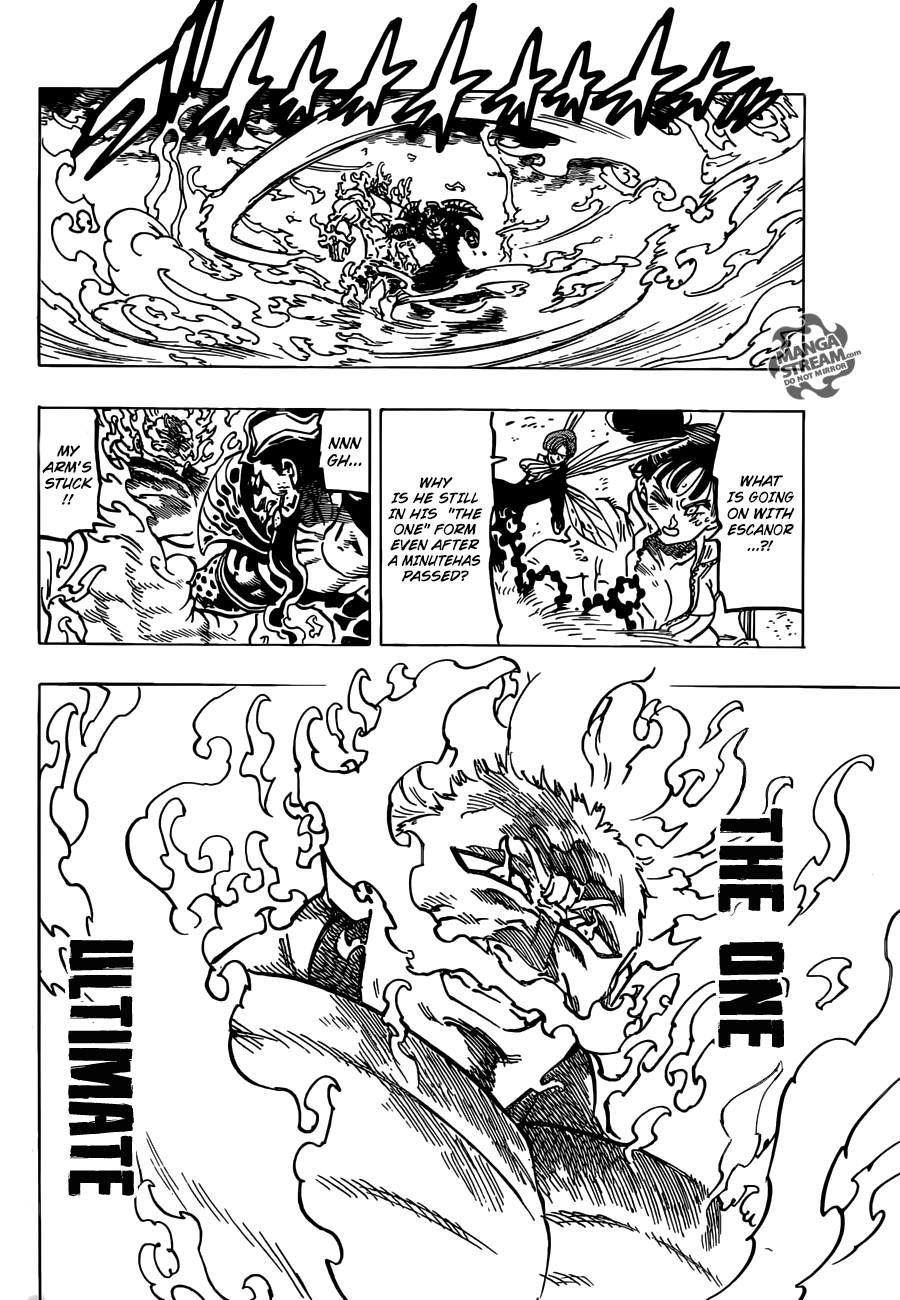 MANGA
STREAM.com
DO NOT MIRROR
WHAT
IS GOING
ON WITH
ESCANOR
...?!
WHY
IS HE STILL
IN HIS "THE
ONE" FORM
EVEN AFTER
A MINUTEHAS
PASSED?
NNN
GH...
MY
ARM'S
STUCK
!!
THE ONE
ULTIMATE